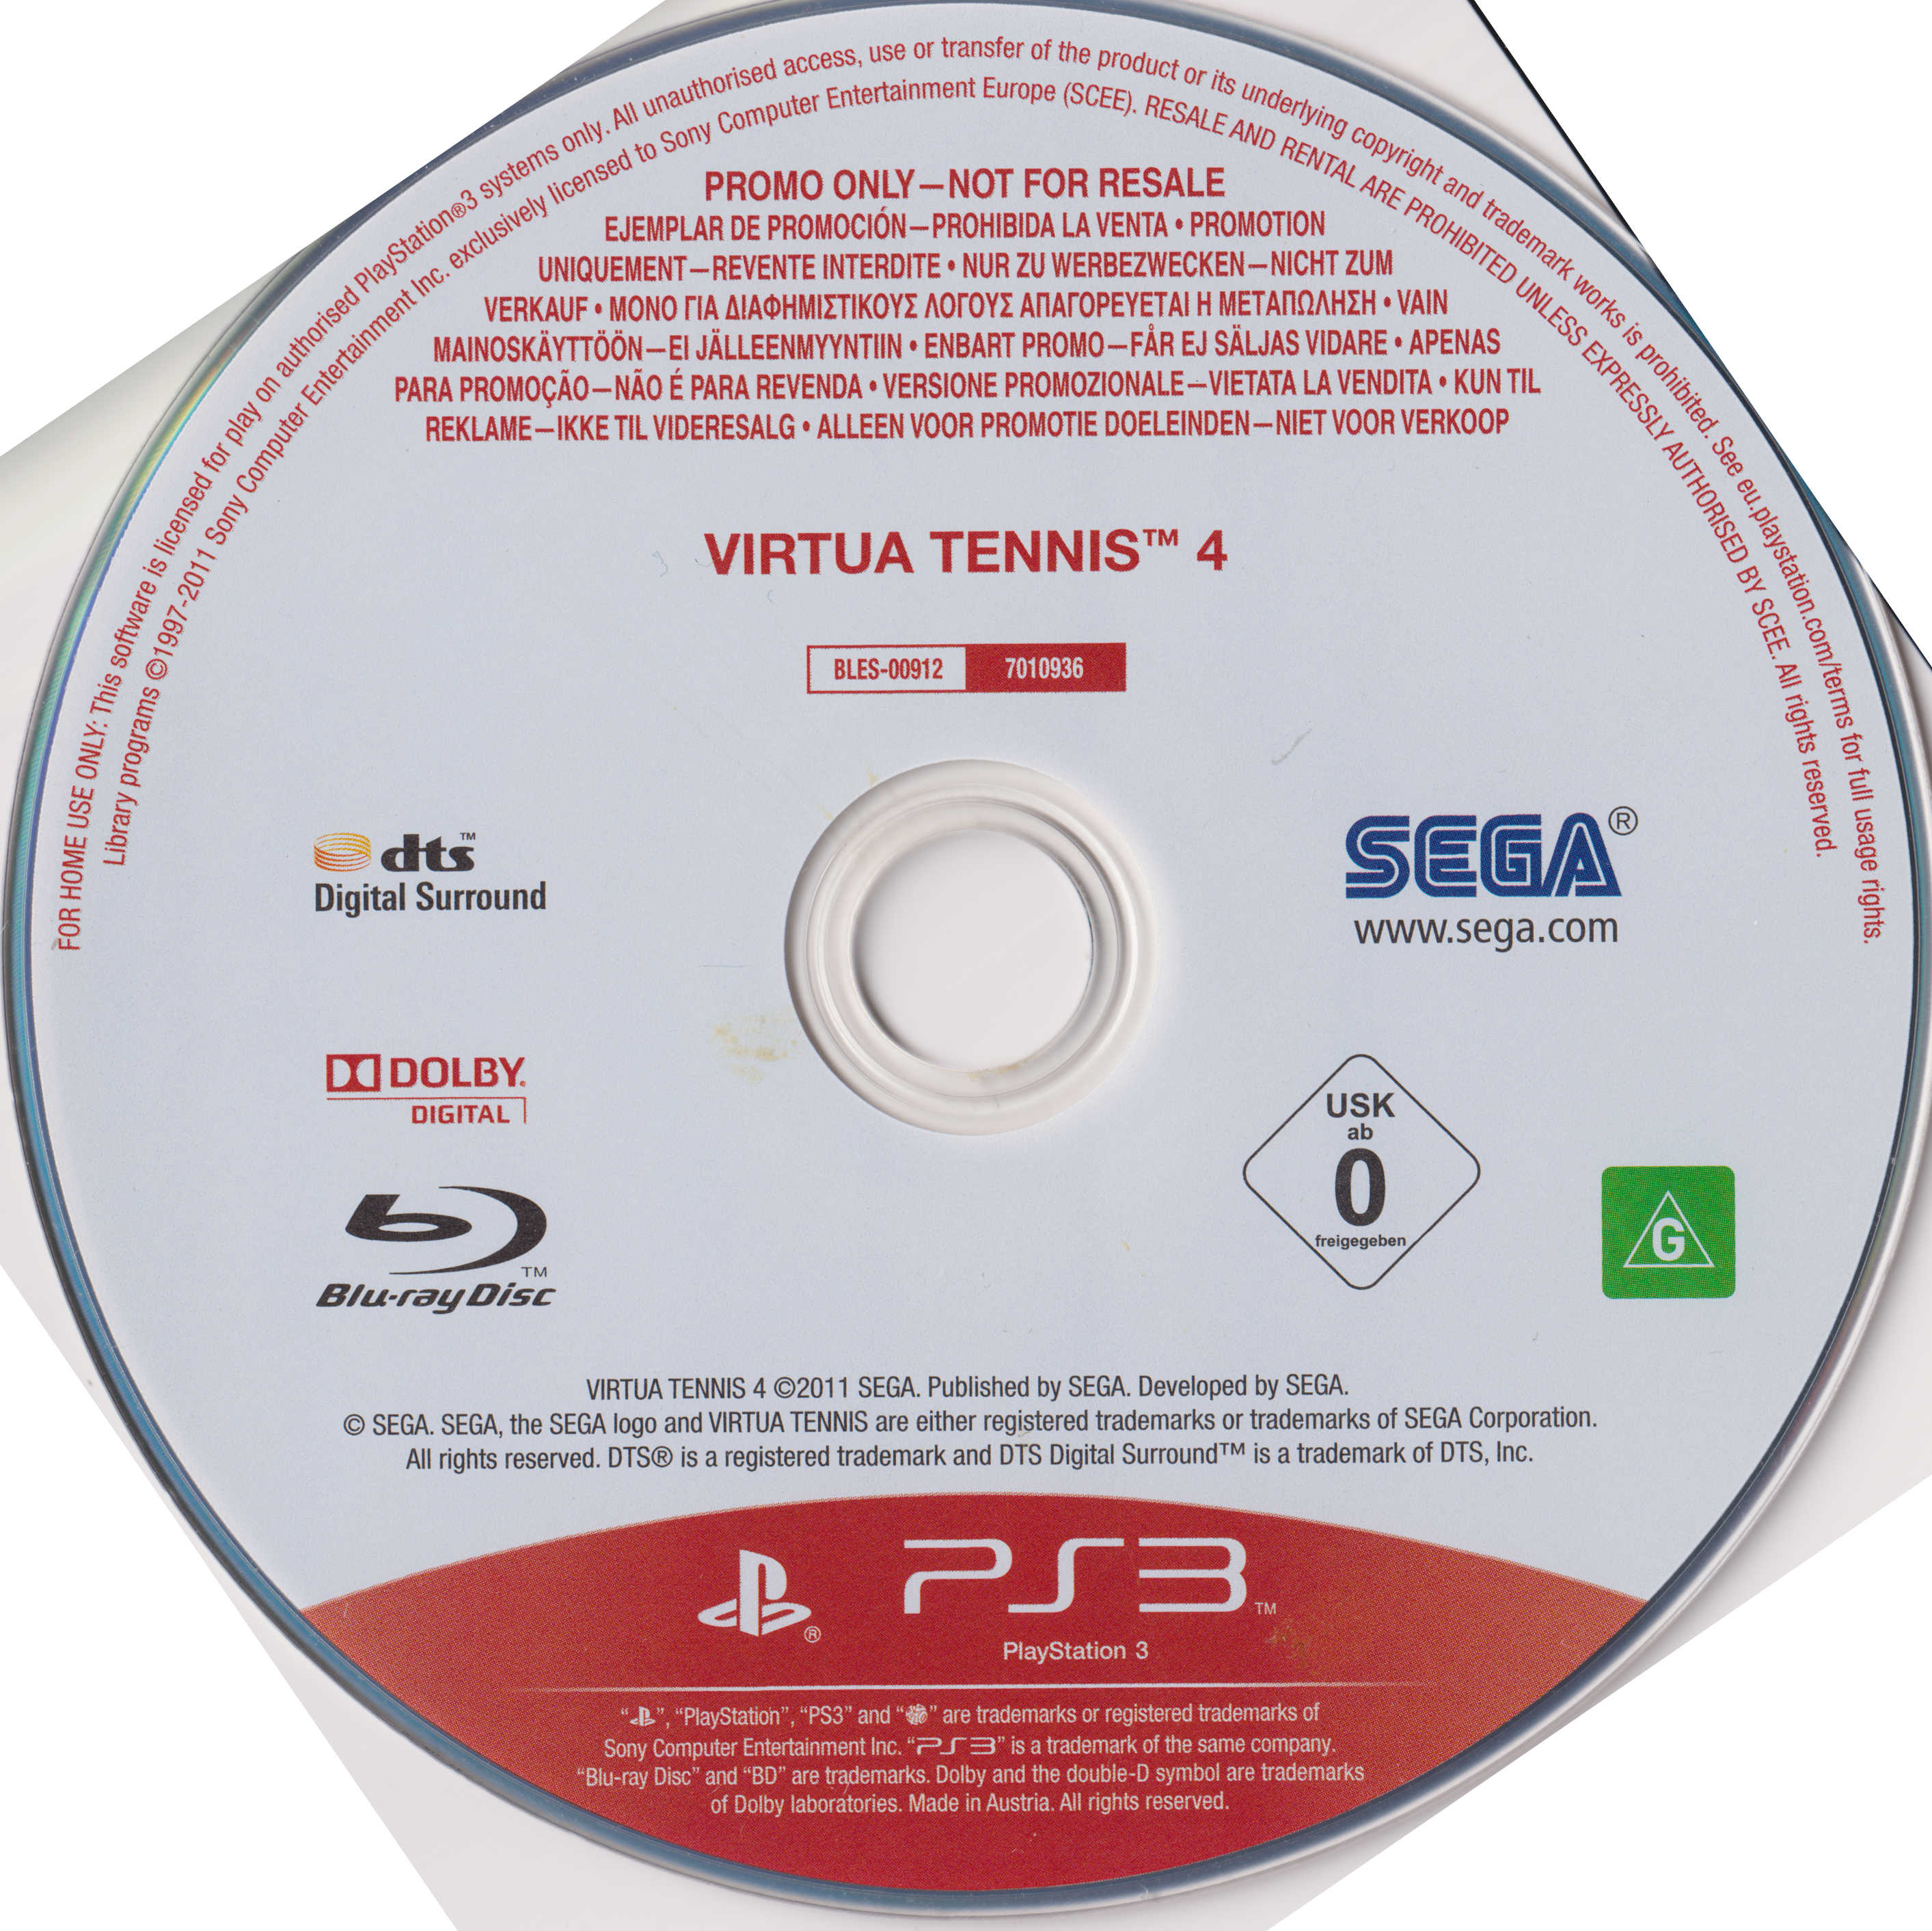 FOR HOME USE ONLY: This software is licensed for play on authorised PlayStation®3 systems only. All unauthorised access, use or transfer of the product or its underlying copyright and trademark works is prohibited. See eu.playstation.com/terms for full usage rights.
Library programs ©1997-2011 Sony Computer Entertainment Inc. exclusively licensed to Sony Computer Entertainment Europe (SCEE). RESALE AND RENTAL ARE PROHIBITED UNLESS EXPRESSLY AUTHORISED BY SCEE. All rights reserved.
PROMO ONLY—NOT FOR RESALE
EJEMPLAR DE PROMOCIÓN—PROHIBIDA LA VENTA • PROMOTION
UNIQUEMENT—REVENTE INTERDITE • NUR ZU WERBEZWECKEN—NICHT ZUM
VERKAUF • ΜΟΝΟ ΓΙΑ ΔΙΑΦΗΜΙΣΤΙΚΟΥΣ ΛΟΓΟΥΣ ΑΠΑΓΟΡΕΥΕΤΑΙ Η ΜΕΤΑΠΩΛΗΣΗ • VAIN
MAINOSKÄYTTÖÖN—EI JÄLLEENMYYNTIIN • ENBART PROMO—FÅR EJ SÄLJAS VIDARE • APENAS
PARA PROMOÇÃO—NÃO É PARA REVENDA • VERSIONE PROMOZIONALE—VIETATA LA VENDITA • KUN TIL
REKLAME—IKKE TIL VIDERESALG • ALLEEN VOOR PROMOTIE DOELEINDEN—NIET VOOR VERKOOP
VIRTUA TENNIS™ 4
BLES-00912 7010936
dts™
Digital Surround
SEGA®
www.sega.com
DOLBY.
DIGITAL
USK
ab
0
freigegeben
G
Blu-ray Disc™
VIRTUA TENNIS 4 ©2011 SEGA. Published by SEGA. Developed by SEGA.
© SEGA. SEGA, the SEGA logo and VIRTUA TENNIS are either registered trademarks or trademarks of SEGA Corporation.
All rights reserved. DTS® is a registered trademark and DTS Digital Surround™ is a trademark of DTS, Inc.
® PS3™
PlayStation 3
“ ”, “PlayStation”, “PS3” and “ ” are trademarks or registered trademarks of
Sony Computer Entertainment Inc. “PS3” is a trademark of the same company.
“Blu-ray Disc” and “BD” are trademarks. Dolby and the double-D symbol are trademarks
of Dolby laboratories. Made in Austria. All rights reserved.